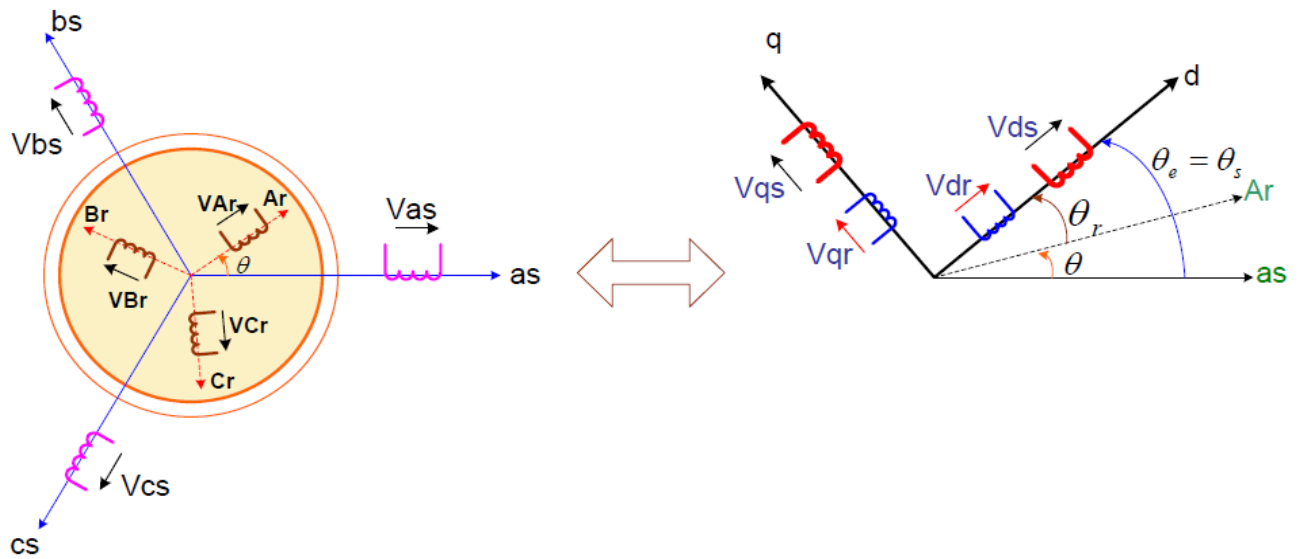 bs
Vbs
VAr
Ar
Br
θ
VBr
VCr
Cr
Vas
as
Vcs
cs
q
d
Vds
Vqs
Vdr
Vqr
θe = θs
Ar
θr
θ
as